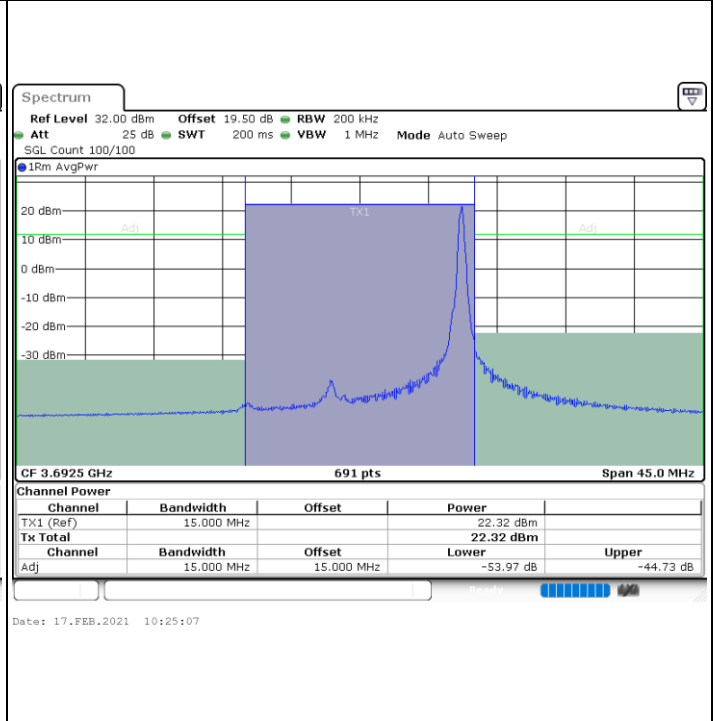 Spectrum
Ref Level 32.00 dBm Offset 19.50 dB RBW 200 kHz
Att 25 dB SWT 200 ms VBW 1 MHz Mode Auto Sweep
SGL Count 100/100
1Rm AvgPwr
TX1
20 dBm
Adj Adj
10 dBm
0 dBm
-10 dBm
-20 dBm
-30 dBm
CF 3.6925 GHz 691 pts Span 45.0 MHz
Channel Power
Channel Bandwidth Offset Power
TX1 (Ref) 15.000 MHz 22.32 dBm
Tx Total 22.32 dBm
Channel Bandwidth Offset Lower Upper
Adj 15.000 MHz 15.000 MHz -53.97 dB -44.73 dB
Ready
Date: 17.FEB.2021 10:25:07